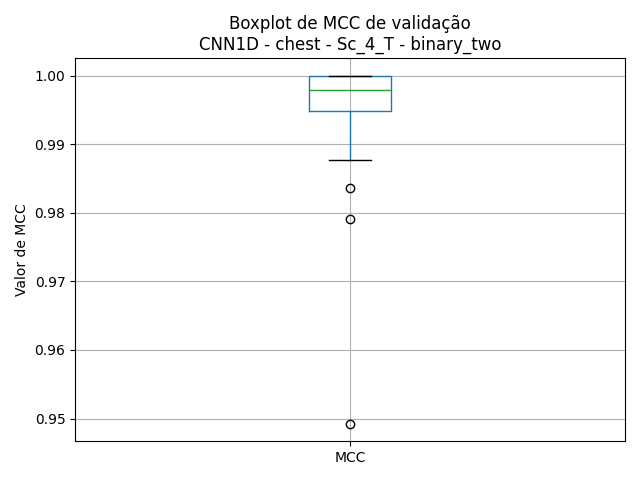 Boxplot de MCC de validação
CNN1D - chest - Sc_4_T - binary_two
1.00
0.99
0.98
0.97
0.96
0.95
Valor de MCC
MCC